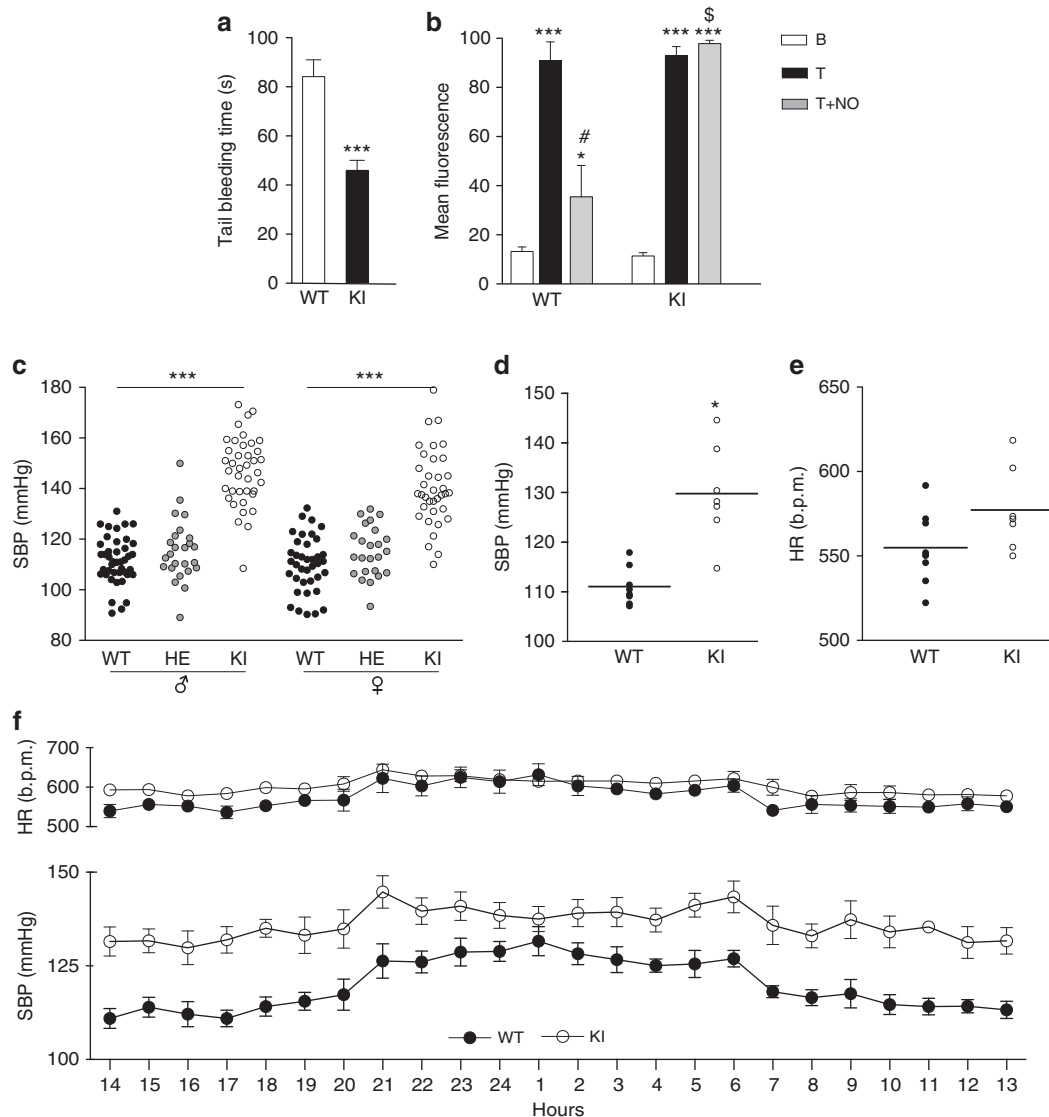 a
Tail bleeding time (s)
100
80
60
40
20
0
***
WT KI
b
Mean fluorescence
100
80
60
40
20
0
***
#
*
***
$
***
WT KI
B
T
T+NO
c
SBP (mmHg)
180
160
140
120
100
80
***
***
WT HE KI WT HE KI
♂ ♀
d
SBP (mmHg)
150
140
130
120
110
100
*
WT KI
e
HR (b.p.m.)
650
600
550
500
WT KI
f
HR (b.p.m.)
700
600
500
SBP (mmHg)
150
125
100
WT KI
14 15 16 17 18 19 20 21 22 23 24 1 2 3 4 5 6 7 8 9 10 11 12 13
Hours